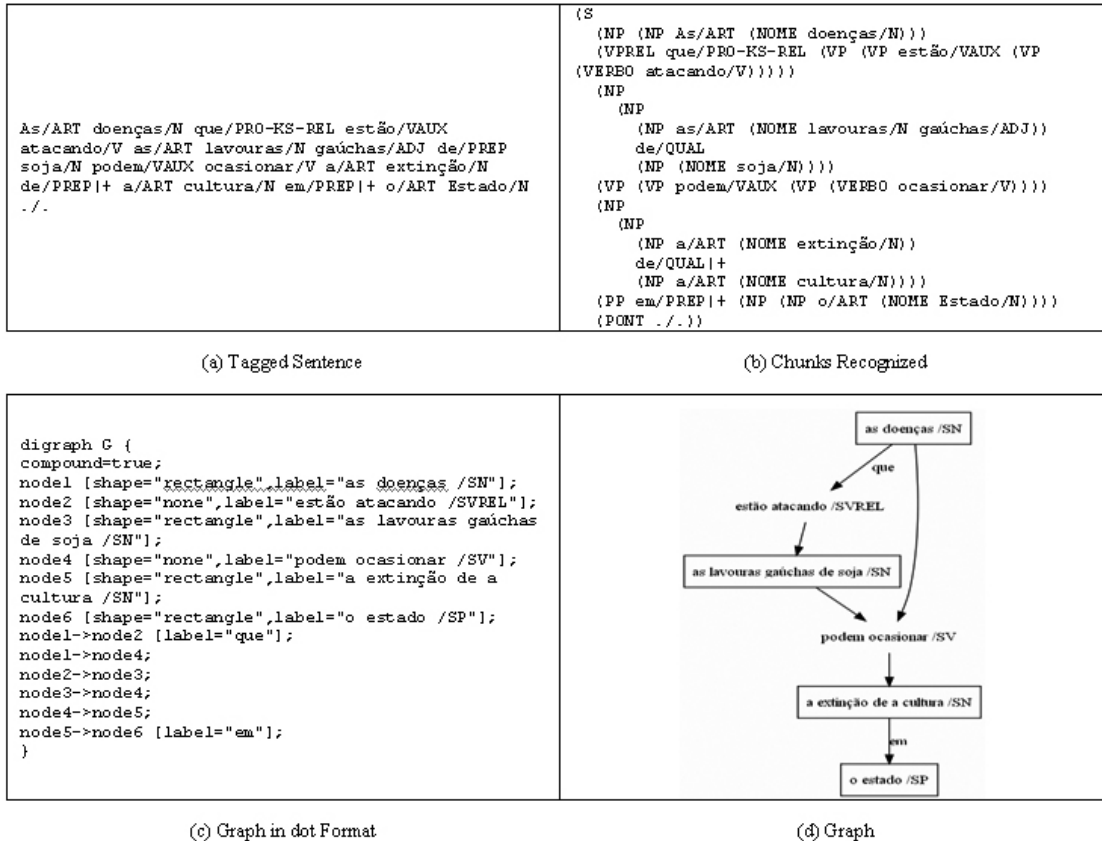 As/ART doenças/N que/PRO-KS-REL estão/VAUX
atacando/V as/ART lavouras/N gaúchas/ADJ de/PREP
soja/N podem/VAUX ocasionar/V a/ART extinção/N
de/PREP|+ a/ART cultura/N em/PREP|+ o/ART Estado/N
./.
(S
(NP (NP As/ART (NOME doenças/N)))
(VPREL que/PRO-KS-REL (VP (VP estão/VAUX (VP
(VERBO atacando/V)))))
(NP
(NP
(NP as/ART (NOME lavouras/N gaúchas/ADJ))
de/QUAL
(NP (NOME soja/N))))
(VP (VP podem/VAUX (VP (VERBO ocasionar/V))))
(NP
(NP
(NP a/ART (NOME extinção/N))
de/QUAL|+
(NP a/ART (NOME cultura/N))))
(PP em/PREP|+ (NP (NP o/ART (NOME Estado/N))))
(PONT ./.))
(a) Tagged Sentence
(b) Chunks Recognized
digraph G {
compound=true;
node1 [shape="rectangle",label="as doenças /SN"];
node2 [shape="none",label="estão atacando /SVREL"];
node3 [shape="rectangle",label="as lavouras gaúchas
de soja /SN"];
node4 [shape="none",label="podem ocasionar /SV"];
node5 [shape="rectangle",label="a extinção de a
cultura /SN"];
node6 [shape="rectangle",label="o estado /SP"];
node1->node2 [label="que"];
node1->node4;
node2->node3;
node3->node4;
node4->node5;
node5->node6 [label="em"];
}
as doenças /SN
que
estão atacando /SVREL
as lavouras gaúchas de soja /SN
podem ocasionar /SV
a extinção de a cultura /SN
em
o estado /SP
(c) Graph in dot Format
(d) Graph